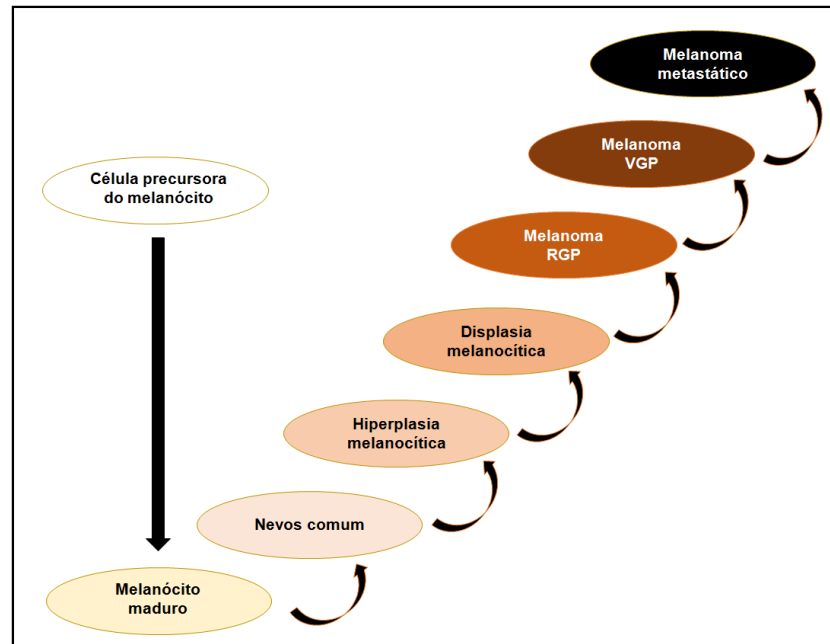 Melanoma
metastático
Melanoma
VGP
Célula precursora
do melanócito
Melanoma
RGP
Displasia
melanocítica
Hiperplasia
melanocítica
Nevos comum
Melanócito
maduro